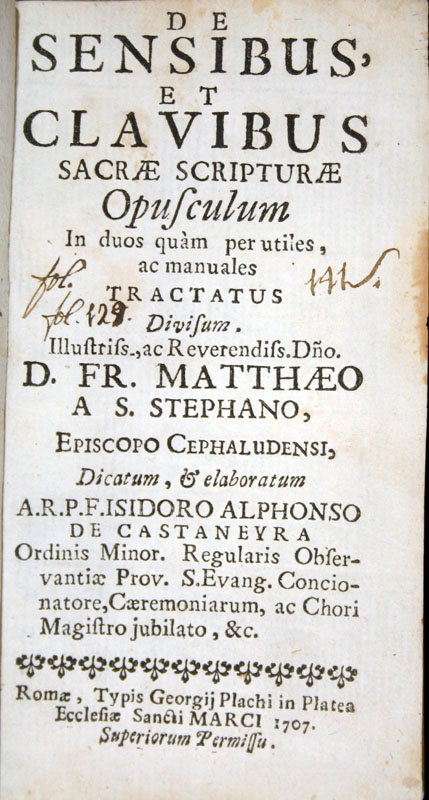 DE
SENSIBUS,
ET
CLAVIBUS
SACRÆ SCRIPTURÆ
Opuſculum
In duos quàm per utiles,
ac manuales
fol.
TRACTATUS
fol. 129.
Diviſum.
Illuſtriſs., ac Reverendiſs. Dño.
D. FR. MATTHÆO
A S. STEPHANO,
EPISCOPO CEPHALUDENSI,
Dicatum, & elaboratum
A.R.P.F. ISIDORO ALPHONSO
DE CASTANEYRA
Ordinis Minor. Regularis Obſer-
vantiæ Prov. S. Evang. Concio-
natore, Cæremoniarum, ac Chori
Magiſtro jubilato, &c.
Romæ, Typis Georgij Plachi in Platea
Eccleſiæ Sancti MARCI 1707.
Superiorum Permiſſu.